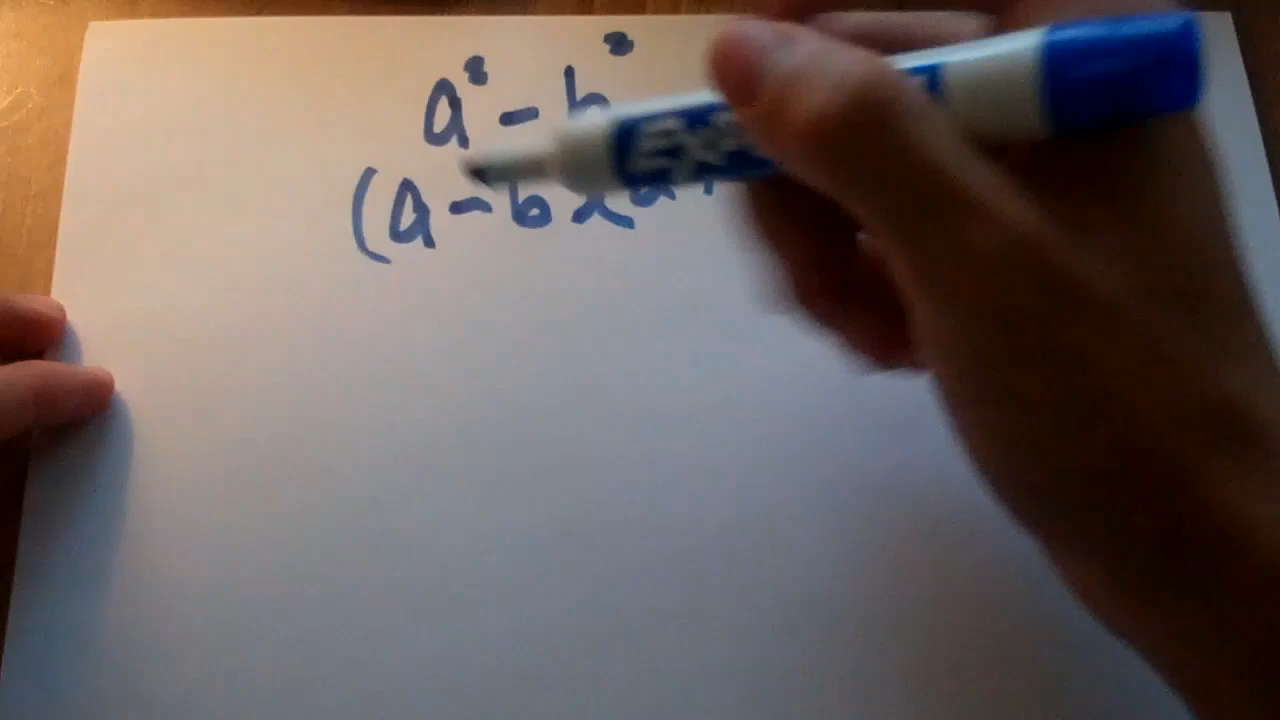 a² - b²
(a - b)(a +